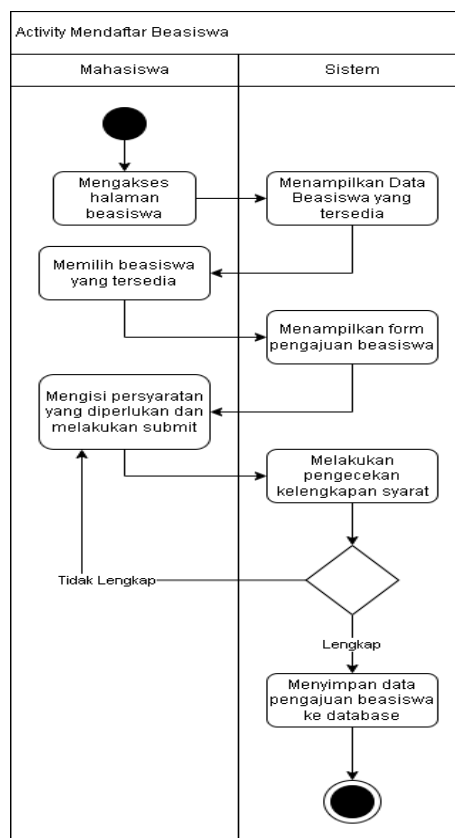 Activity Mendaftar Beasiswa
Mahasiswa
Sistem
Mengakses
halaman
beasiswa
Menampilkan Data
Beasiswa yang
tersedia
Memilih beasiswa
yang tersedia
Menampilkan form
pengajuan beasiswa
Mengisi persyaratan
yang diperlukan dan
melakukan submit
Melakukan
pengecekan
kelengkapan syarat
Tidak Lengkap
Lengkap
Menyimpan data
pengajuan beasiswa
ke database